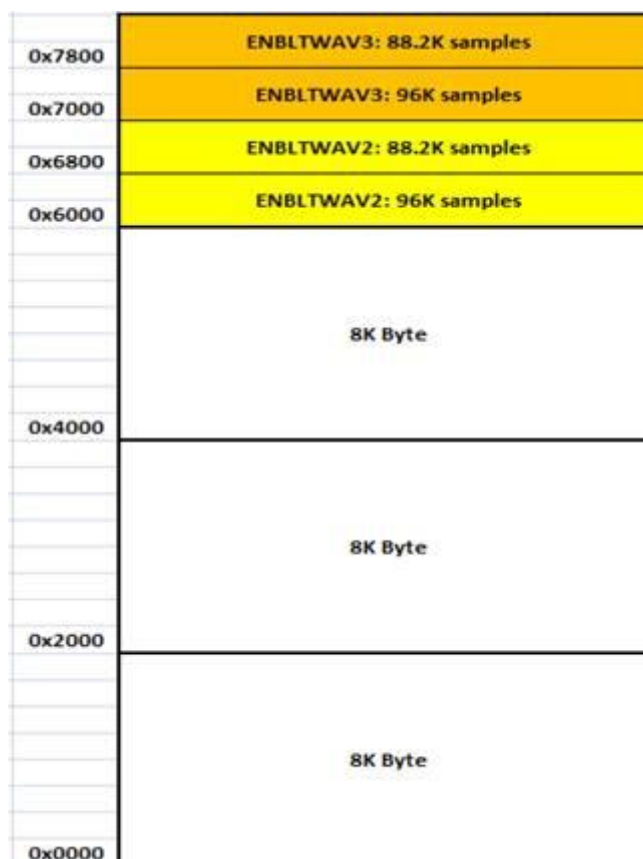 ENBLTWAV3: 88.2K samples
0x7800
ENBLTWAV3: 96K samples
0x7000
ENBLTWAV2: 88.2K samples
0x6800
ENBLTWAV2: 96K samples
0x6000
8K Byte
0x4000
8K Byte
0x2000
8K Byte
0x0000